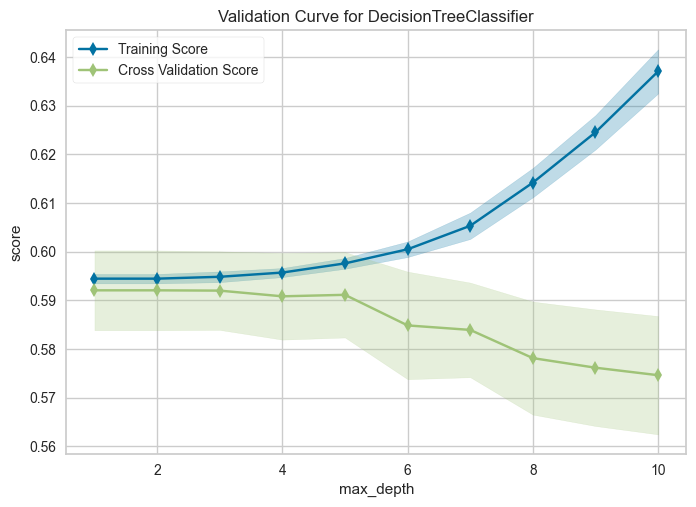 Validation Curve for DecisionTreeClassifier
Training Score
Cross Validation Score
score
0.64
0.63
0.62
0.61
0.60
0.59
0.58
0.57
0.56
2 4 6 8 10
max_depth